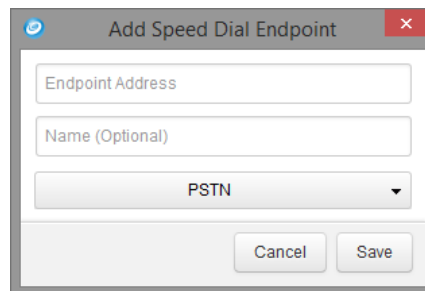 Add Speed Dial Endpoint
Endpoint Address
Name (Optional)
PSTN
Cancel Save